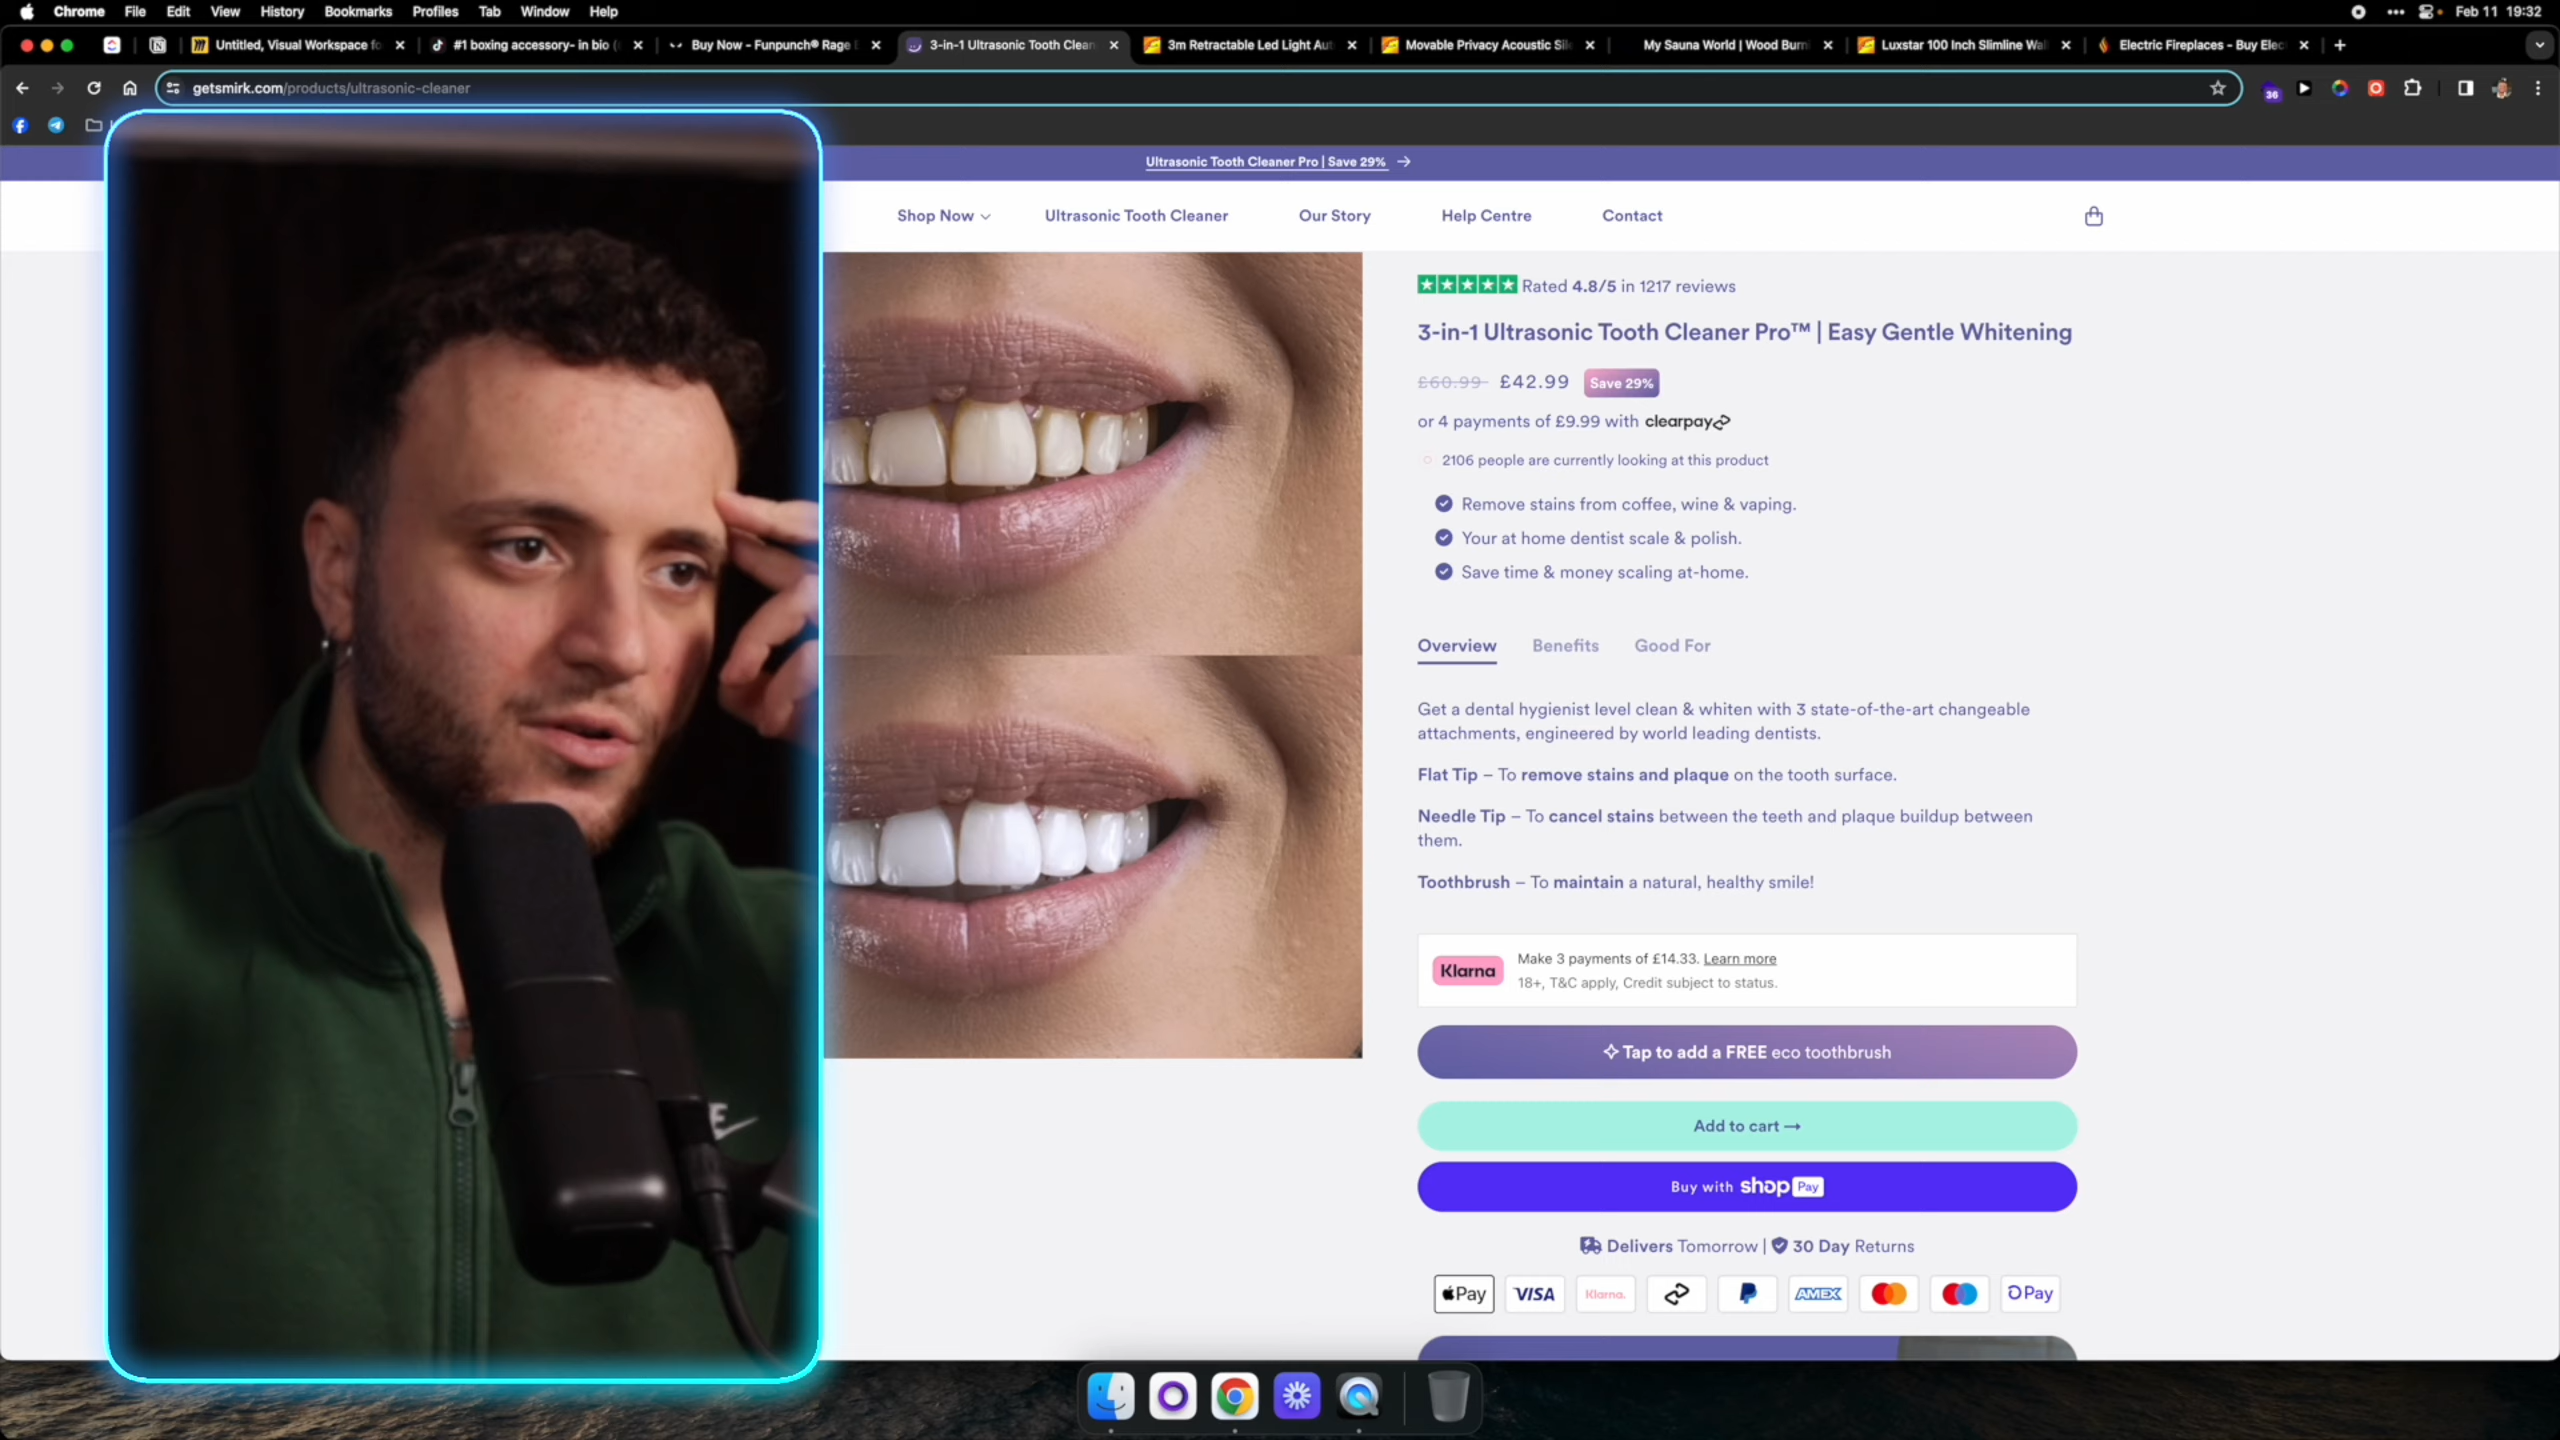 Chrome File Edit View History Bookmarks Profiles Tab Window Help
Feb 11 19:32
Untitled, Visual Workspace fo
#1 boxing accessory- in bio (
Buy Now - Funpunch® Rage
3-in-1 Ultrasonic Tooth Clean
3m Retractable Led Light Aut
Movable Privacy Acoustic Sil
My Sauna World | Wood Burni
Luxstar 100 Inch Slimline Wal
Electric Fireplaces - Buy Elec
getsmirk.com/products/ultrasonic-cleaner
36
Ultrasonic Tooth Cleaner Pro | Save 29% →
Shop Now
Ultrasonic Tooth Cleaner
Our Story
Help Centre
Contact
Rated 4.8/5 in 1217 reviews
3-in-1 Ultrasonic Tooth Cleaner Pro™ | Easy Gentle Whitening
£60.99 £42.99 Save 29%
or 4 payments of £9.99 with clearpay
2106 people are currently looking at this product
Remove stains from coffee, wine & vaping.
Your at home dentist scale & polish.
Save time & money scaling at-home.
Overview Benefits Good For
Get a dental hygienist level clean & whiten with 3 state-of-the-art changeable
attachments, engineered by world leading dentists.
Flat Tip – To remove stains and plaque on the tooth surface.
Needle Tip – To cancel stains between the teeth and plaque buildup between
them.
Toothbrush – To maintain a natural, healthy smile!
Klarna
Make 3 payments of £14.33. Learn more
18+, T&C apply, Credit subject to status.
Tap to add a FREE eco toothbrush
Add to cart →
Buy with shop Pay
Delivers Tomorrow | 30 Day Returns
Pay VISA Klarna. AMEX Pay